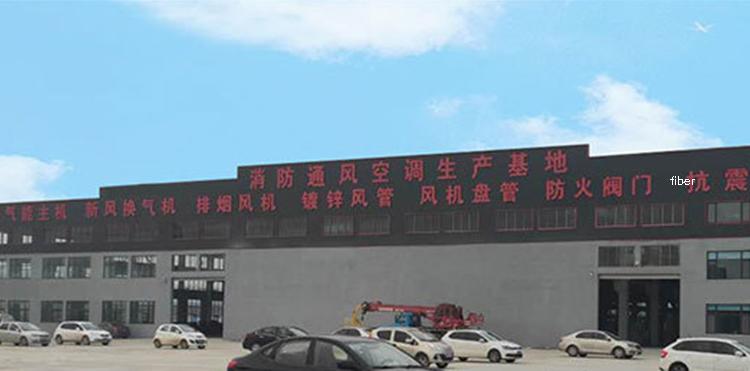 消防通风空调生产基地
气能主机 新风换气机 排烟风机 镀锌风管 风机盘管 防火阀门 抗震
fiber